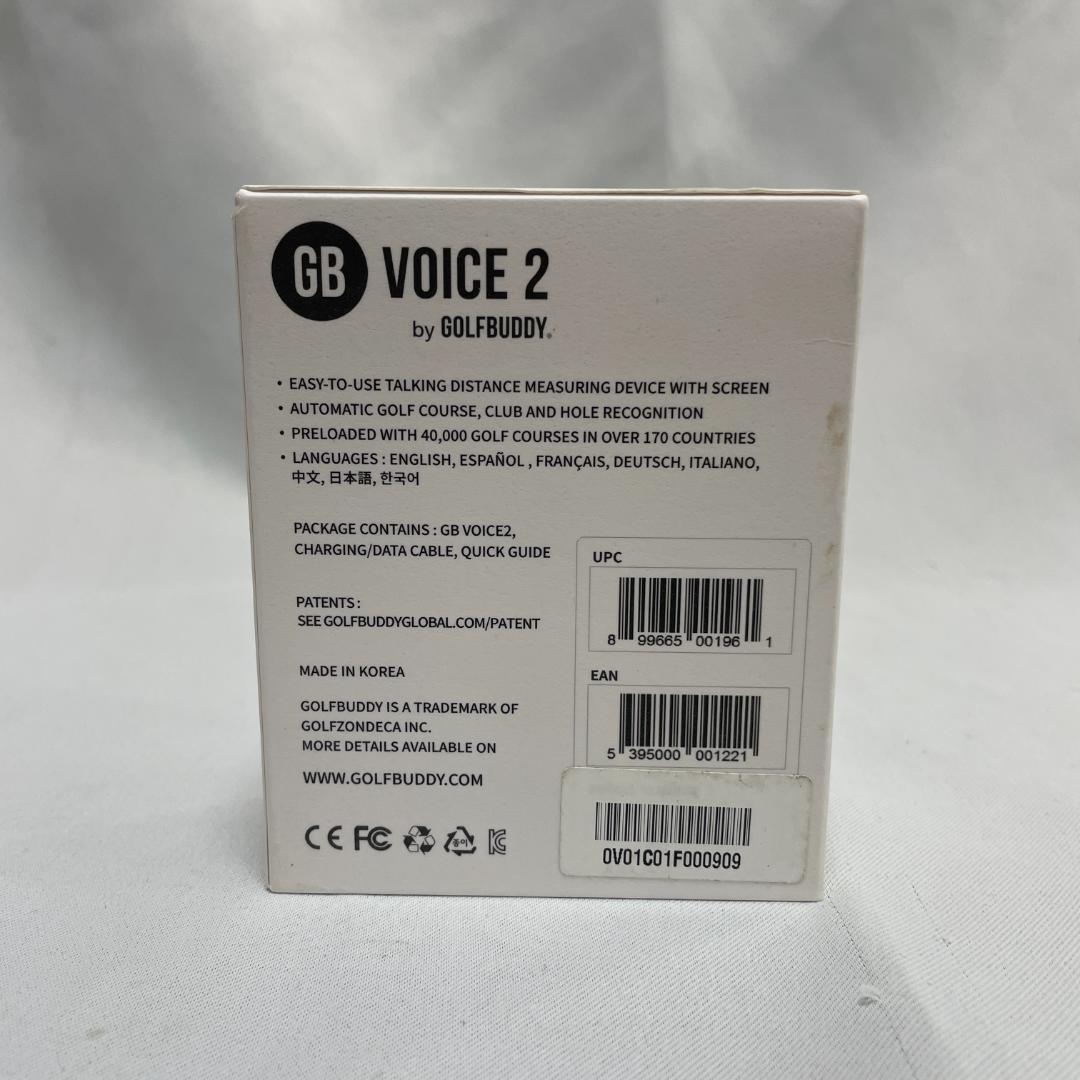 GB VOICE 2
by GOLFBUDDY®
• EASY-TO-USE TALKING DISTANCE MEASURING DEVICE WITH SCREEN
• AUTOMATIC GOLF COURSE, CLUB AND HOLE RECOGNITION
• PRELOADED WITH 40,000 GOLF COURSES IN OVER 170 COUNTRIES
• LANGUAGES : ENGLISH, ESPAÑOL , FRANÇAIS, DEUTSCH, ITALIANO,
中文, 日本語, 한국어
PACKAGE CONTAINS : GB VOICE2,
CHARGING/DATA CABLE, QUICK GUIDE
PATENTS :
SEE GOLFBUDDYGLOBAL.COM/PATENT
MADE IN KOREA
GOLFBUDDY IS A TRADEMARK OF
GOLFZONDECA INC.
MORE DETAILS AVAILABLE ON
WWW.GOLFBUDDY.COM
CE FC 종이 KC
UPC
8 99665 00196 1
EAN
5 395000 001221
0V01C01F000909